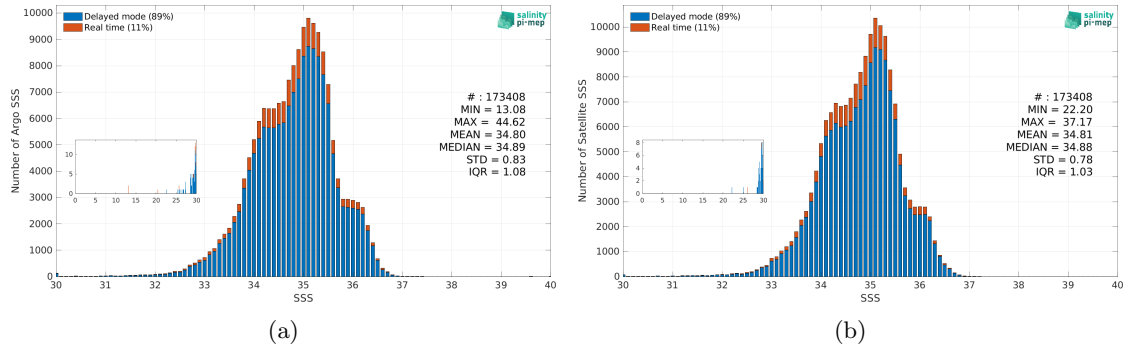 Delayed mode (89%)
Real time (11%)
salinity
pi-mep
Number of Argo SSS
10000
9000
8000
7000
6000
5000
4000
3000
2000
1000
0
# : 173408
MIN = 13.08
MAX = 44.62
MEAN = 34.80
MEDIAN = 34.89
STD = 0.83
IQR = 1.08
10
5
0
0 5 10 15 20 25 30
30 31 32 33 34 35 36 37 38 39 40
SSS
(a)
Delayed mode (89%)
Real time (11%)
salinity
pi-mep
Number of Satellite SSS
10000
9000
8000
7000
6000
5000
4000
3000
2000
1000
0
# : 173408
MIN = 22.20
MAX = 37.17
MEAN = 34.81
MEDIAN = 34.88
STD = 0.78
IQR = 1.03
8
6
4
2
0
0 5 10 15 20 25 30
30 31 32 33 34 35 36 37 38 39 40
SSS
(b)